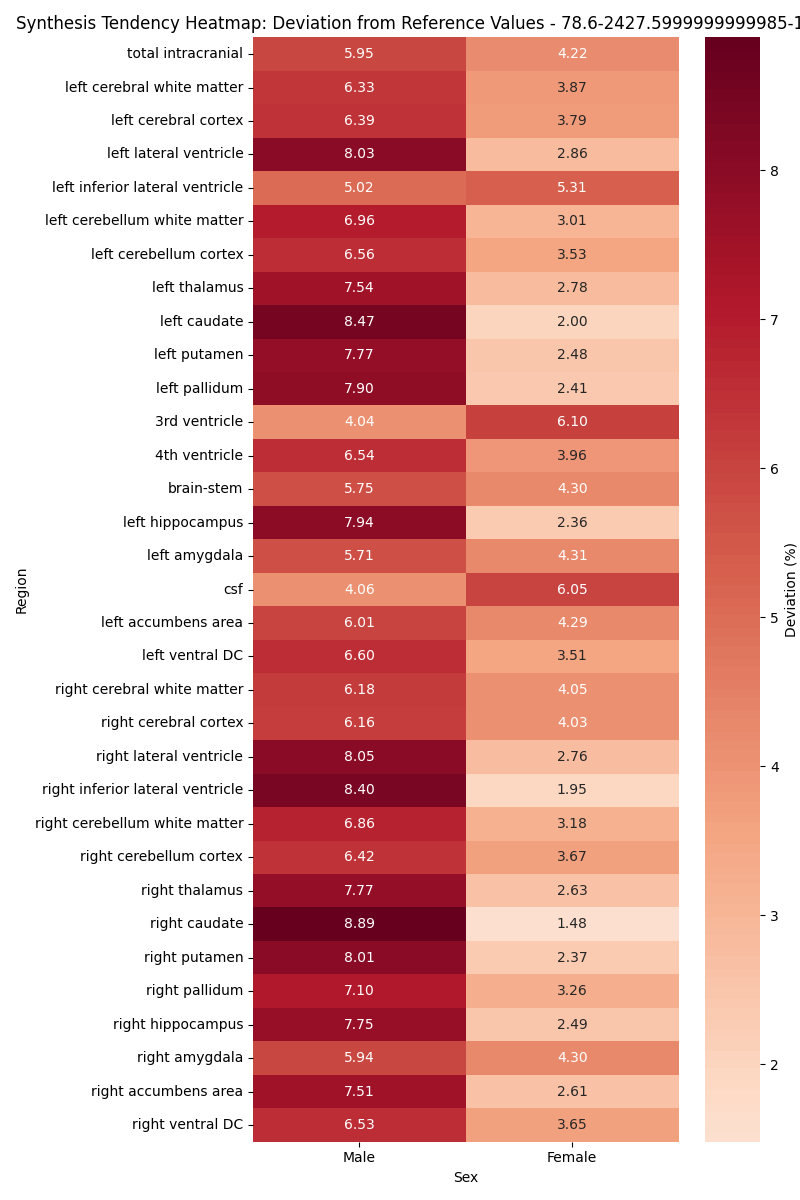 Synthesis Tendency Heatmap: Deviation from Reference Values - 78.6-2427.5999999999985-1
total intracranial 5.95 4.22
left cerebral white matter 6.33 3.87
left cerebral cortex 6.39 3.79
left lateral ventricle 8.03 2.86
left inferior lateral ventricle 5.02 5.31
left cerebellum white matter 6.96 3.01
left cerebellum cortex 6.56 3.53
left thalamus 7.54 2.78
left caudate 8.47 2.00
left putamen 7.77 2.48
left pallidum 7.90 2.41
3rd ventricle 4.04 6.10
4th ventricle 6.54 3.96
brain-stem 5.75 4.30
left hippocampus 7.94 2.36
left amygdala 5.71 4.31
csf 4.06 6.05
left accumbens area 6.01 4.29
left ventral DC 6.60 3.51
right cerebral white matter 6.18 4.05
right cerebral cortex 6.16 4.03
right lateral ventricle 8.05 2.76
right inferior lateral ventricle 8.40 1.95
right cerebellum white matter 6.86 3.18
right cerebellum cortex 6.42 3.67
right thalamus 7.77 2.63
right caudate 8.89 1.48
right putamen 8.01 2.37
right pallidum 7.10 3.26
right hippocampus 7.75 2.49
right amygdala 5.94 4.30
right accumbens area 7.51 2.61
right ventral DC 6.53 3.65
Male Female
Sex
Region
8
7
6
5
4
3
2
Deviation (%)